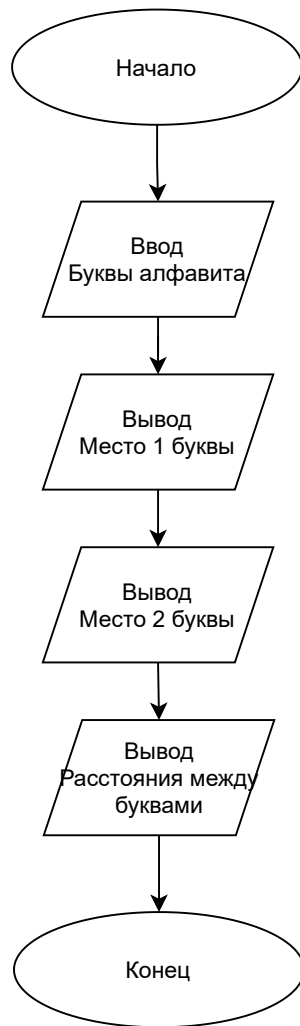 Начало
Ввод
Буквы алфавита
Вывод
Место 1 буквы
Вывод
Место 2 буквы
Вывод
Расстояния между
буквами
Конец